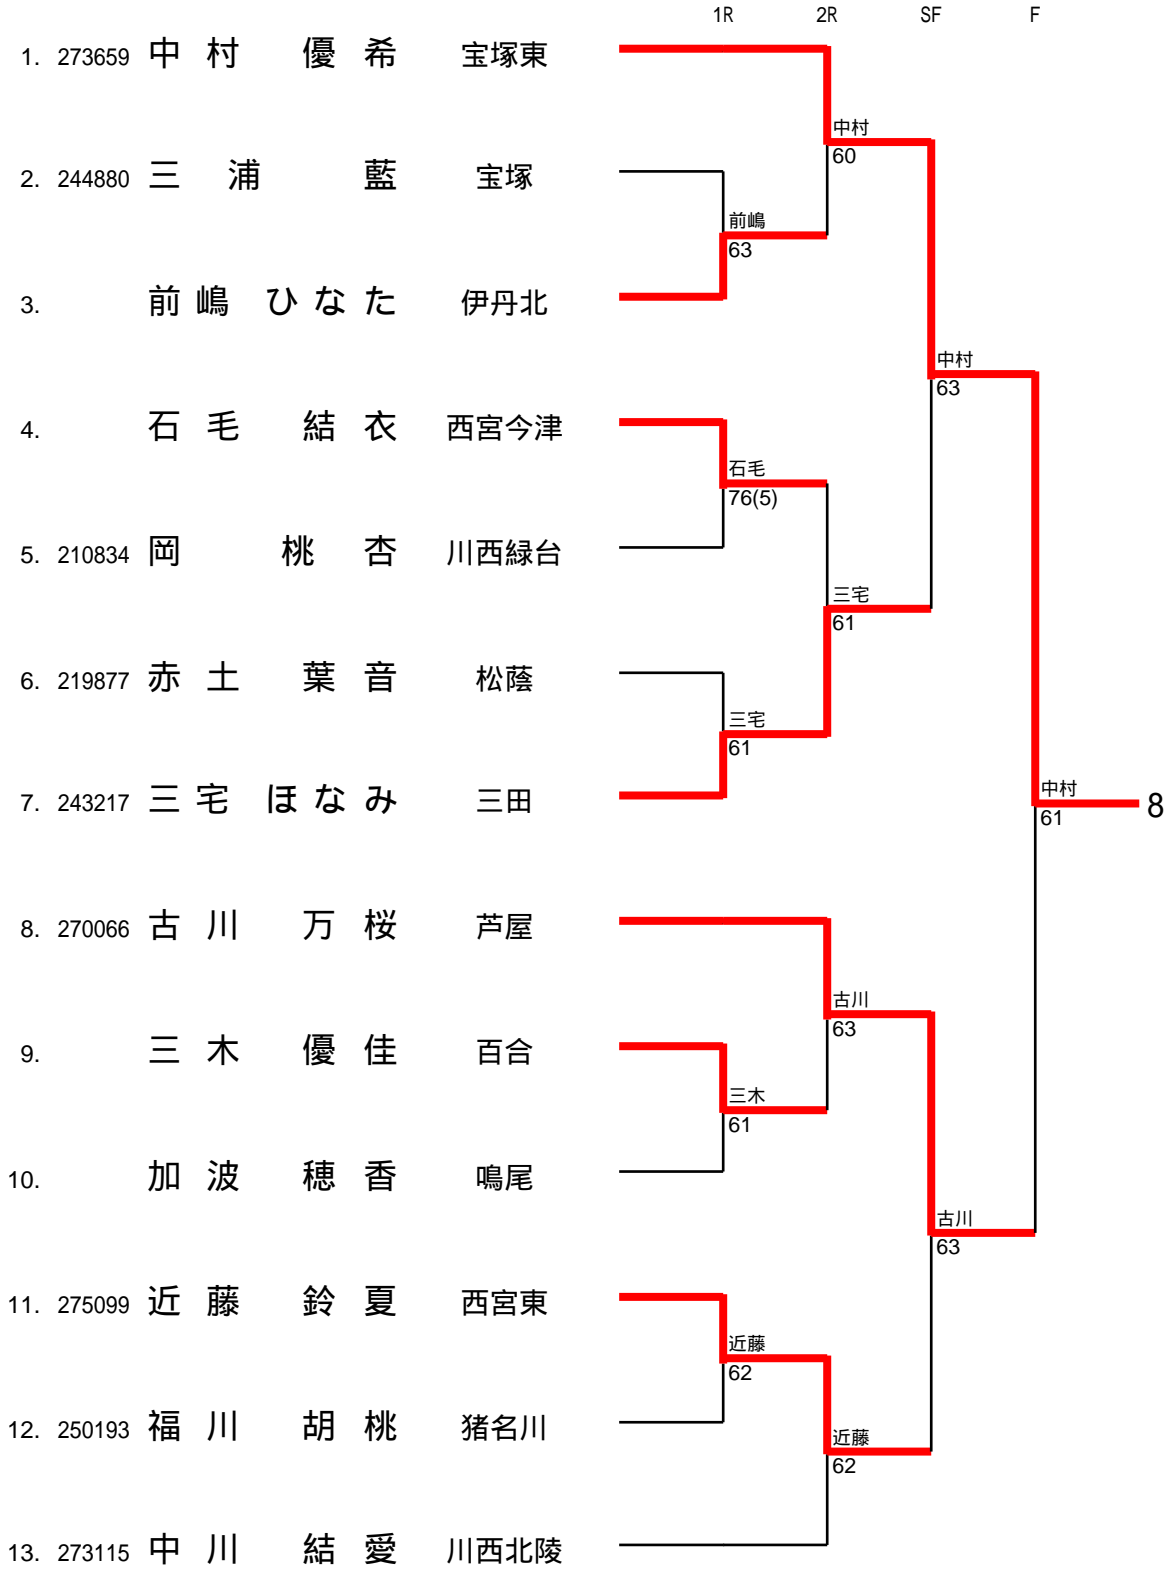 1R 2R SF F
1. 273659 中村 優希 宝塚東
中村
60
2. 244880 三浦 藍 宝塚
前嶋
63
3. 前嶋 ひなた 伊丹北
中村
63
4. 石毛 結衣 西宮今津
石毛
76(5)
5. 210834 岡 桃杏 川西緑台
三宅
61
6. 219877 赤土 葉音 松蔭
三宅
61
7. 243217 三宅 ほなみ 三田
中村
61
8
8. 270066 古川 万桜 芦屋
古川
63
9. 三木 優佳 百合
三木
61
10. 加波 穂香 鳴尾
古川
63
11. 275099 近藤 鈴夏 西宮東
近藤
62
12. 250193 福川 胡桃 猪名川
近藤
62
13. 273115 中川 結愛 川西北陵